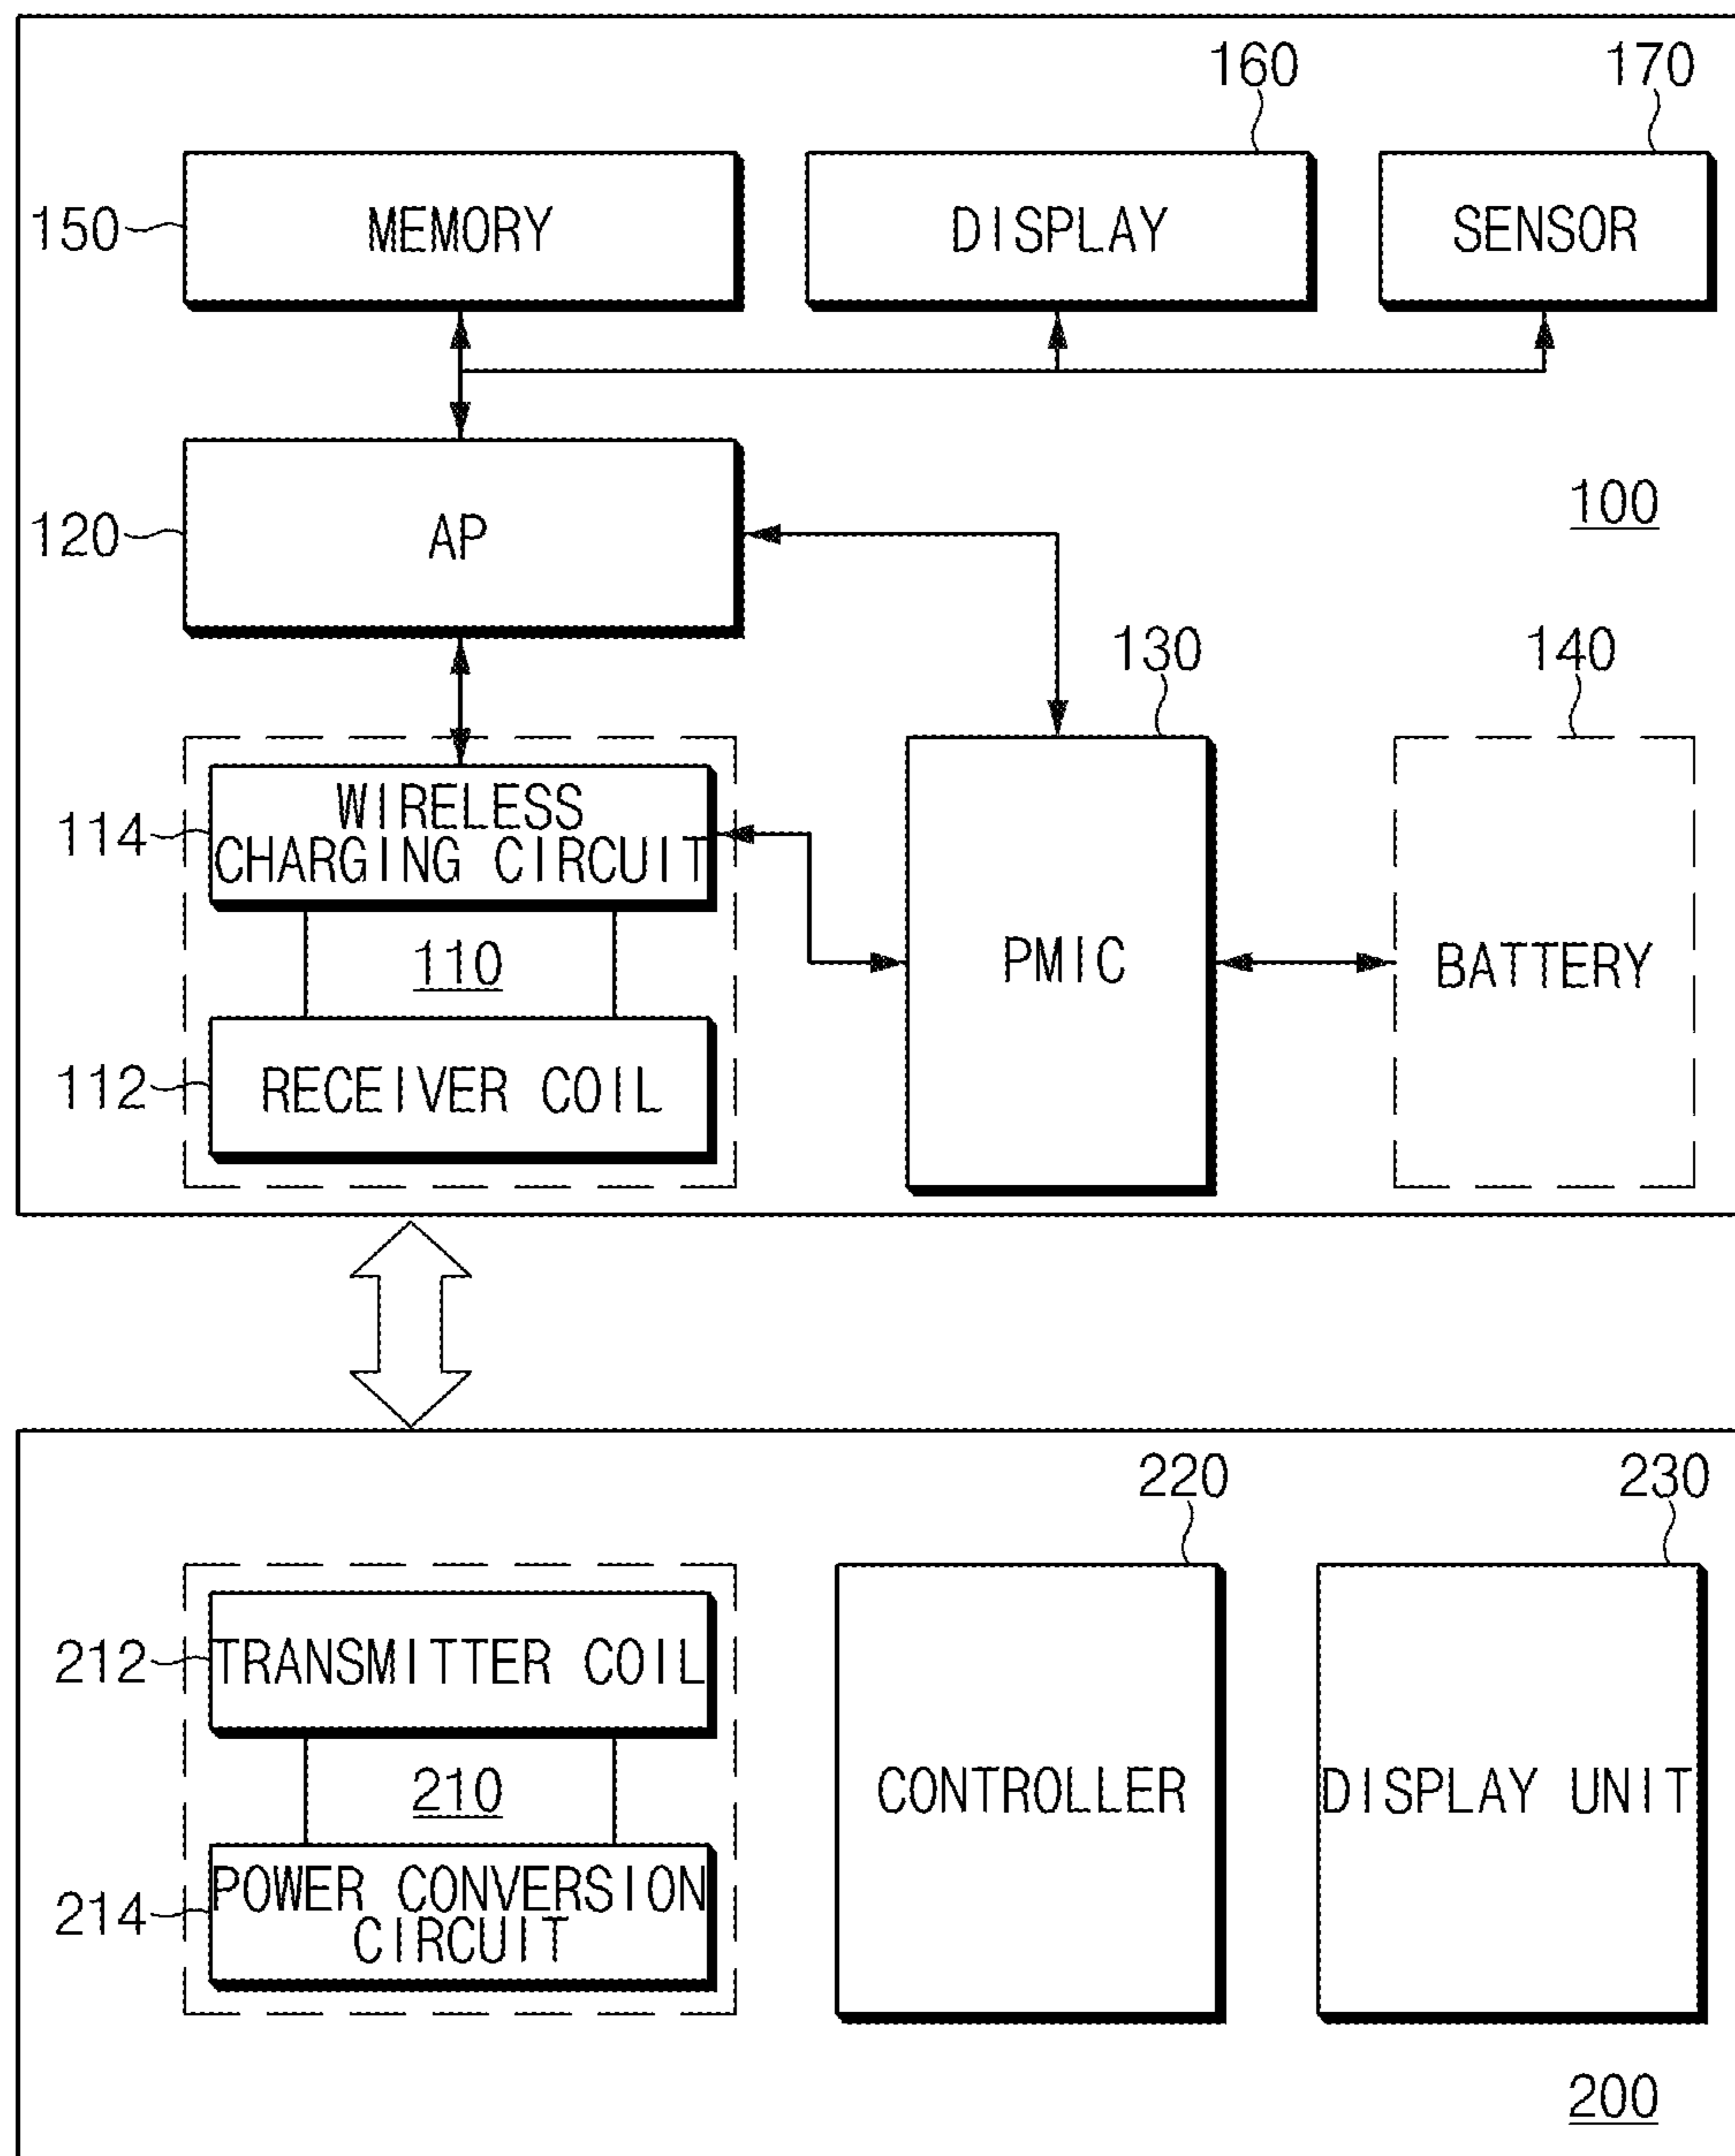 160
170
150
MEMORY
DISPLAY
SENSOR
100
120
AP
130
140
114
WIRELESS
CHARGING CIRCUIT
110
PMIC
BATTERY
112
RECEIVER COIL
220
230
212
TRANSMITTER COIL
210
CONTROLLER
DISPLAY UNIT
214
POWER CONVERSION
CIRCUIT
200